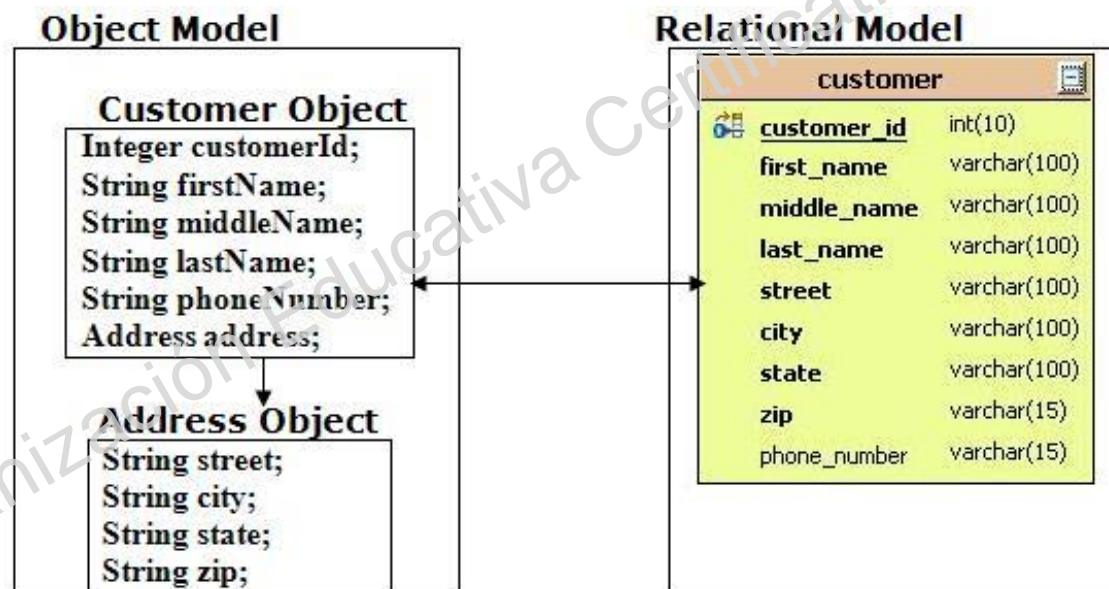 Object Model
Customer Object
Integer customerId;
String firstName;
String middleName;
String lastName;
String phoneNumber;
Address address;
Address Object
String street;
String city;
String state;
String zip;
Relational Model
customer
customer_id int(10)
first_name varchar(100)
middle_name varchar(100)
last_name varchar(100)
street varchar(100)
city varchar(100)
state varchar(100)
zip varchar(15)
phone_number varchar(15)
Educativa